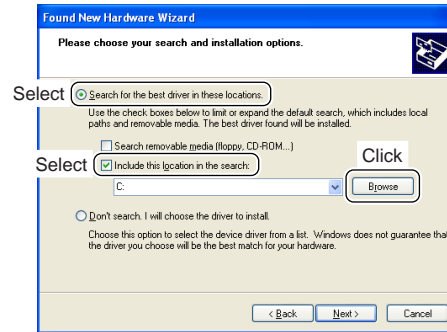 Found New Hardware Wizard
Please choose your search and installation options.
Select
Search for the best driver in these locations.
Use the check boxes below to limit or expand the default search, which includes local
paths and removable media. The best driver found will be installed.
Search removable media (floppy, CD-ROM...)
Select
Include this location in the search:
Click
C:
Browse
Don't search. I will choose the driver to install.
Choose this option to select the device driver from a list. Windows does not guarantee that
the driver you choose will be the best match for your hardware.
< Back
Next >
Cancel